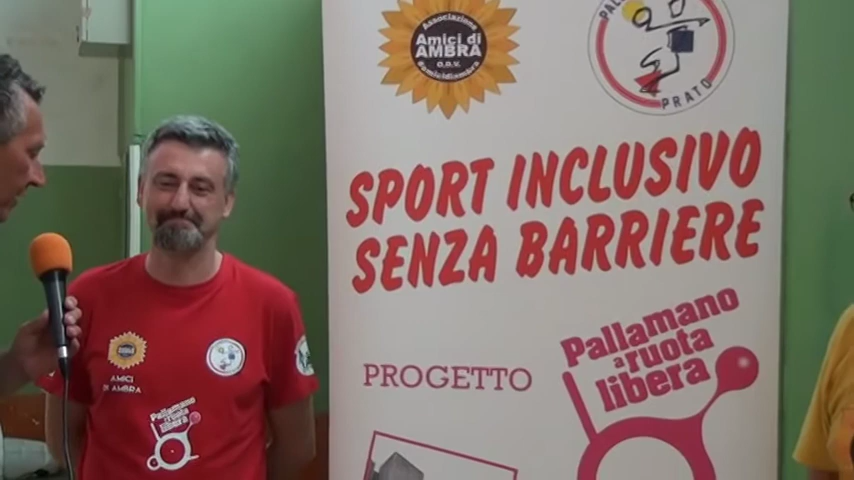 Associazione
Amici di
AMBRA
O.D.V.
PRATO
SPORT INCLUSIVO
SENZA BARRIERE
Pallamano
a ruota
libera
PROGETTO
AMICI
DI AMBRA
Pallamano
a ruota
libera